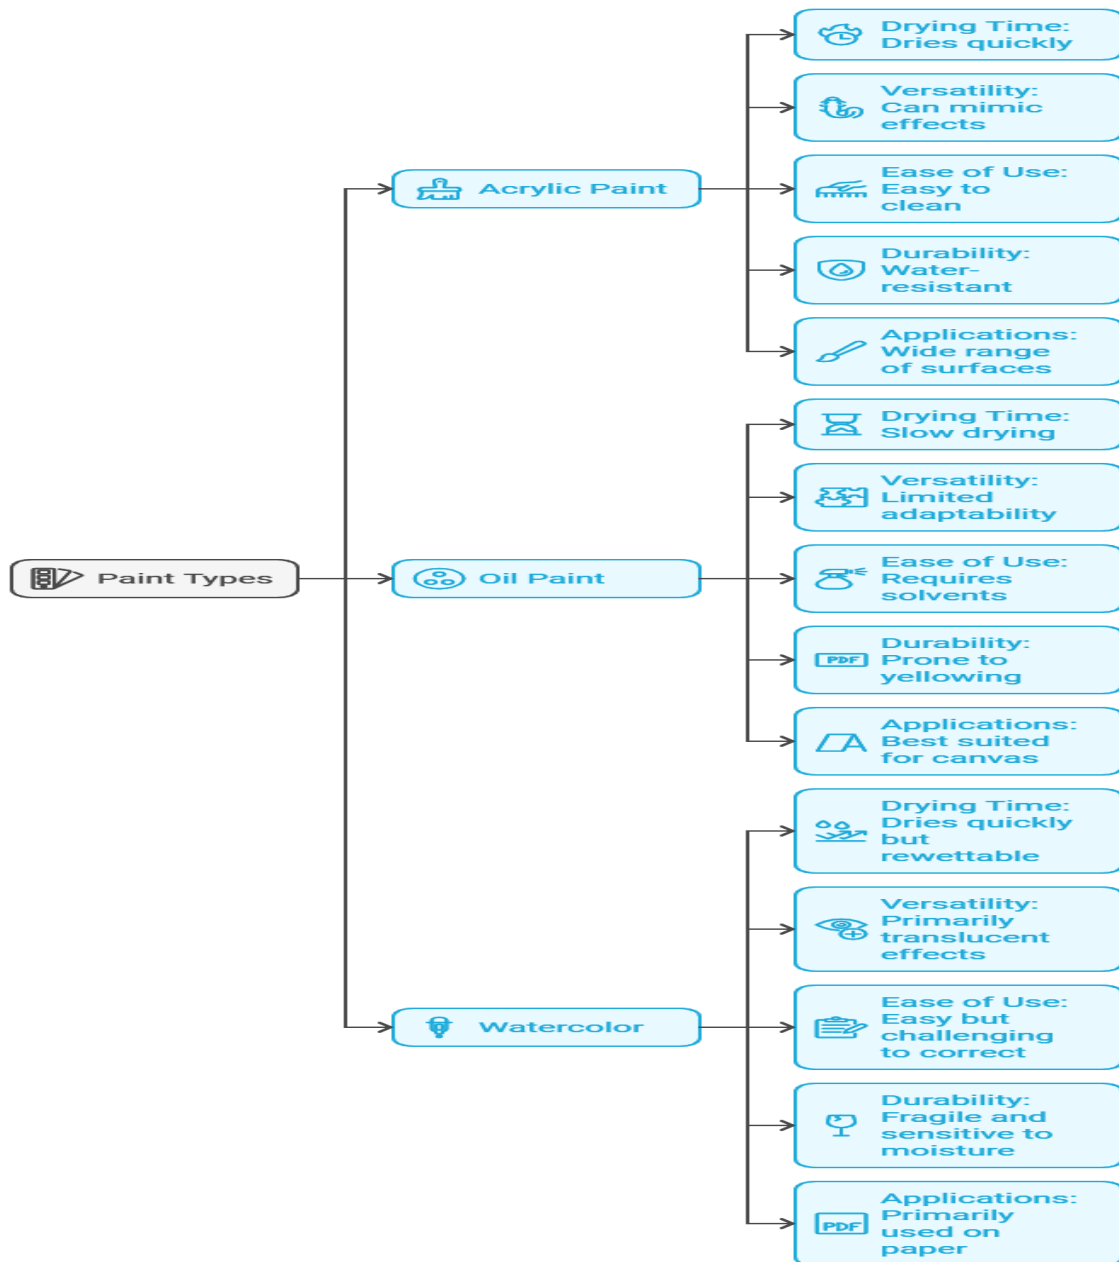 Paint Types
Acrylic Paint
Drying Time:
Dries quickly
Versatility:
Can mimic
effects
Ease of Use:
Easy to
clean
Durability:
Water-
resistant
Applications:
Wide range
of surfaces
Oil Paint
Drying Time:
Slow drying
Versatility:
Limited
adaptability
Ease of Use:
Requires
solvents
PDF
Durability:
Prone to
yellowing
Applications:
Best suited
for canvas
Watercolor
Drying Time:
Dries quickly
but
rewettable
Versatility:
Primarily
translucent
effects
Ease of Use:
Easy but
challenging
to correct
Durability:
Fragile and
sensitive to
moisture
PDF
Applications:
Primarily
used on
paper